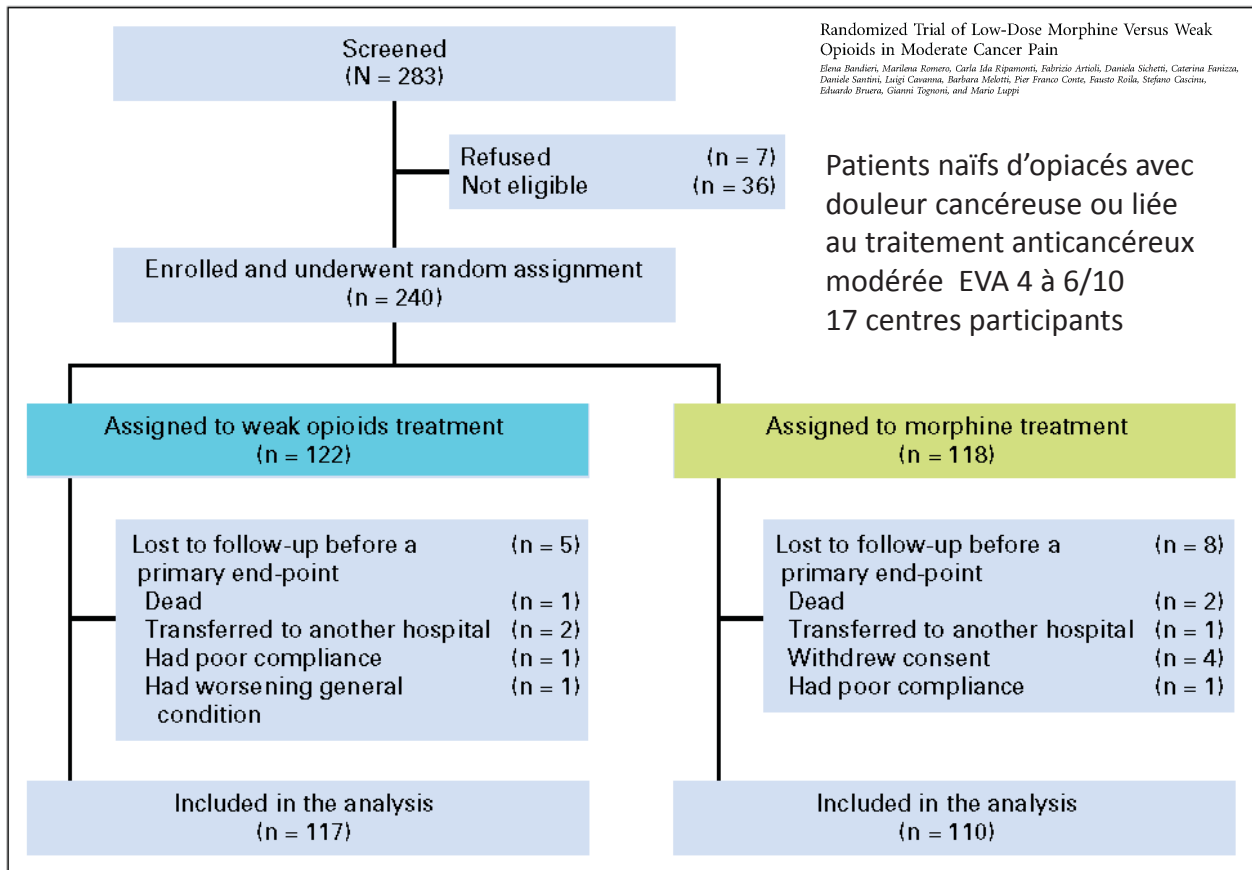 Screened
(N = 283)
Randomized Trial of Low-Dose Morphine Versus Weak
Opioids in Moderate Cancer Pain
Elena Bandieri, Marilena Romero, Carla Ida Ripamonti, Fabrizio Artioli, Daniela Sichetti, Caterina Fanizza,
Daniele Santini, Luigi Cavanna, Barbara Melotti, Pier Franco Conte, Fausto Roila, Stefano Cascinu,
Eduardo Bruera, Gianni Tognoni, and Mario Luppi
Refused (n = 7)
Not eligible (n = 36)
Patients naïfs d’opiacés avec
douleur cancéreuse ou liée
au traitement anticancéreux
modérée EVA 4 à 6/10
17 centres participants
Enrolled and underwent random assignment
(n = 240)
Assigned to weak opioids treatment
(n = 122)
Lost to follow-up before a (n = 5)
primary end-point
Dead (n = 1)
Transferred to another hospital (n = 2)
Had poor compliance (n = 1)
Had worsening general (n = 1)
condition
Included in the analysis
(n = 117)
Assigned to morphine treatment
(n = 118)
Lost to follow-up before a (n = 8)
primary end-point
Dead (n = 2)
Transferred to another hospital (n = 1)
Withdrew consent (n = 4)
Had poor compliance (n = 1)
Included in the analysis
(n = 110)